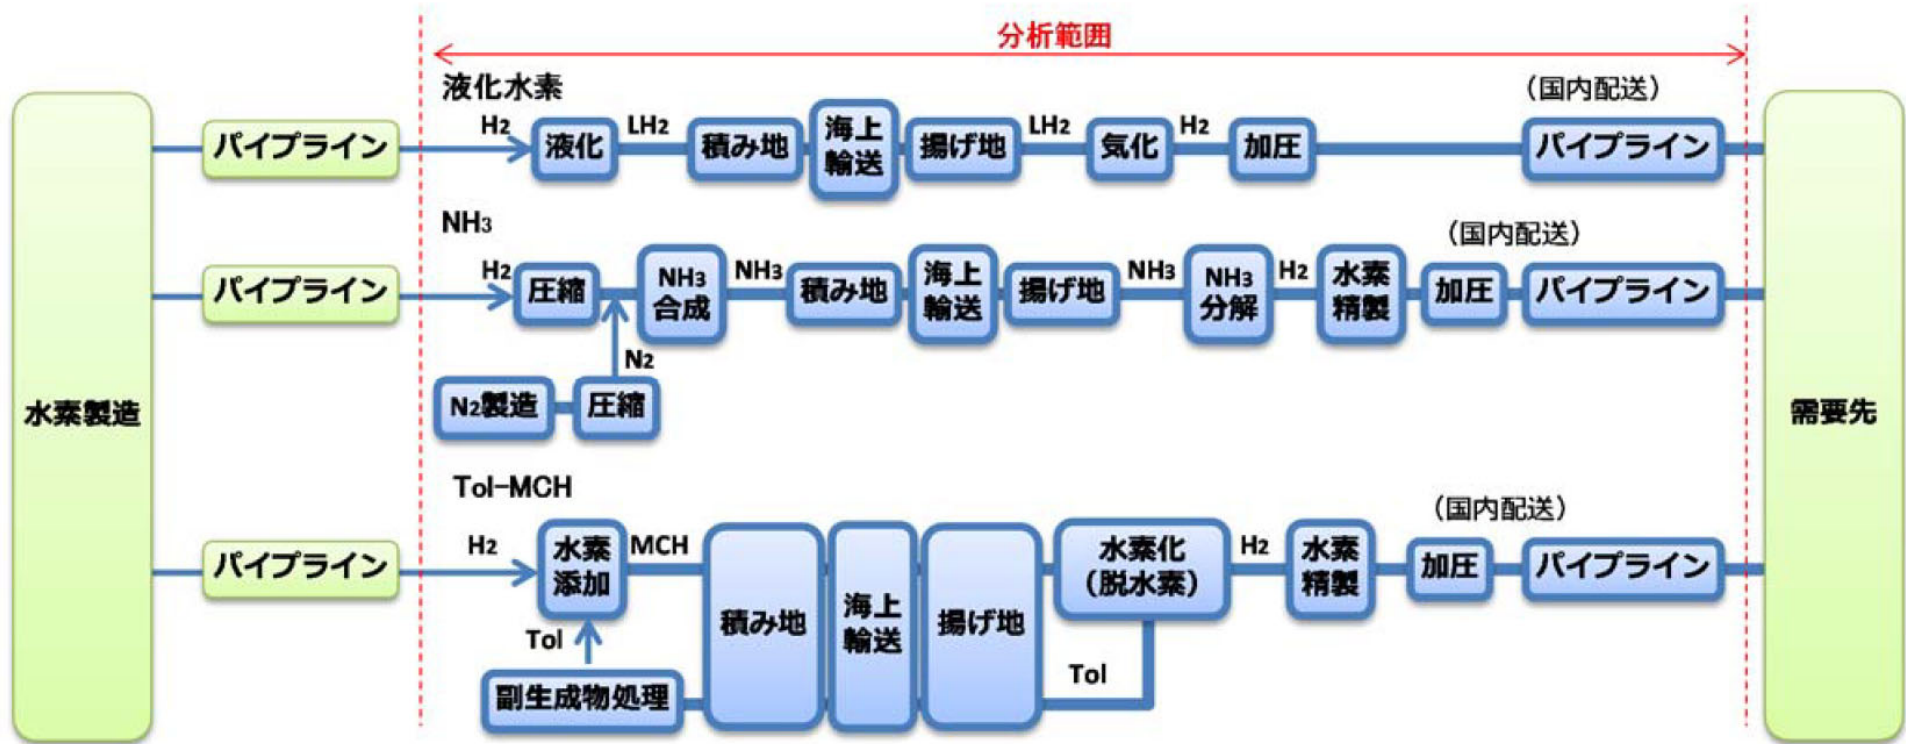 分析範囲
液化水素
(国内配送)
H2
LH2
LH2
H2
パイプライン
液化
積み地
海上
輸送
揚げ地
気化
加圧
パイプライン
NH3
(国内配送)
H2
NH3
NH3
H2
パイプライン
圧縮
NH3
合成
積み地
海上
輸送
揚げ地
NH3
分解
水素
精製
加圧
パイプライン
N2
N2製造
圧縮
水素製造
需要先
Tol-MCH
(国内配送)
H2
MCH
H2
パイプライン
水素
添加
積み地
海上
輸送
揚げ地
水素化
(脱水素)
水素
精製
加圧
パイプライン
Tol
Tol
副生成物処理